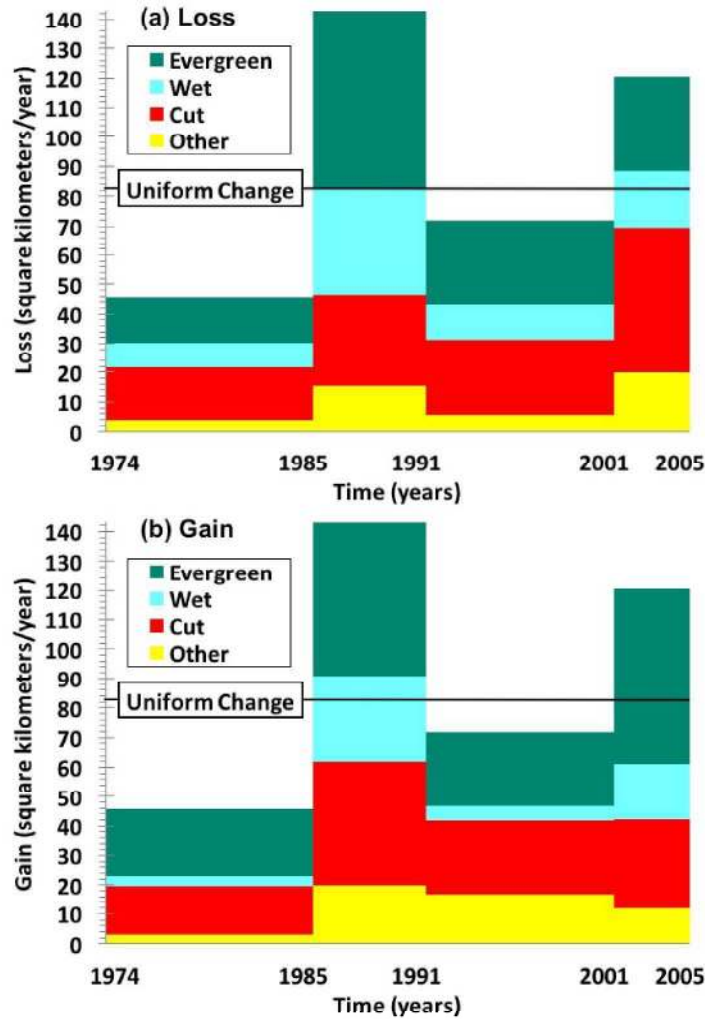 (a) Loss
140
130
120
110
100
90
80
70
60
50
40
30
20
10
0
Evergreen
Wet
Cut
Other
Uniform Change
Loss (square kilometers/year)
1974 1985 1991 2001 2005
Time (years)
(b) Gain
140
130
120
110
100
90
80
70
60
50
40
30
20
10
0
Evergreen
Wet
Cut
Other
Uniform Change
Gain (square kilometers/year)
1974 1985 1991 2001 2005
Time (years)